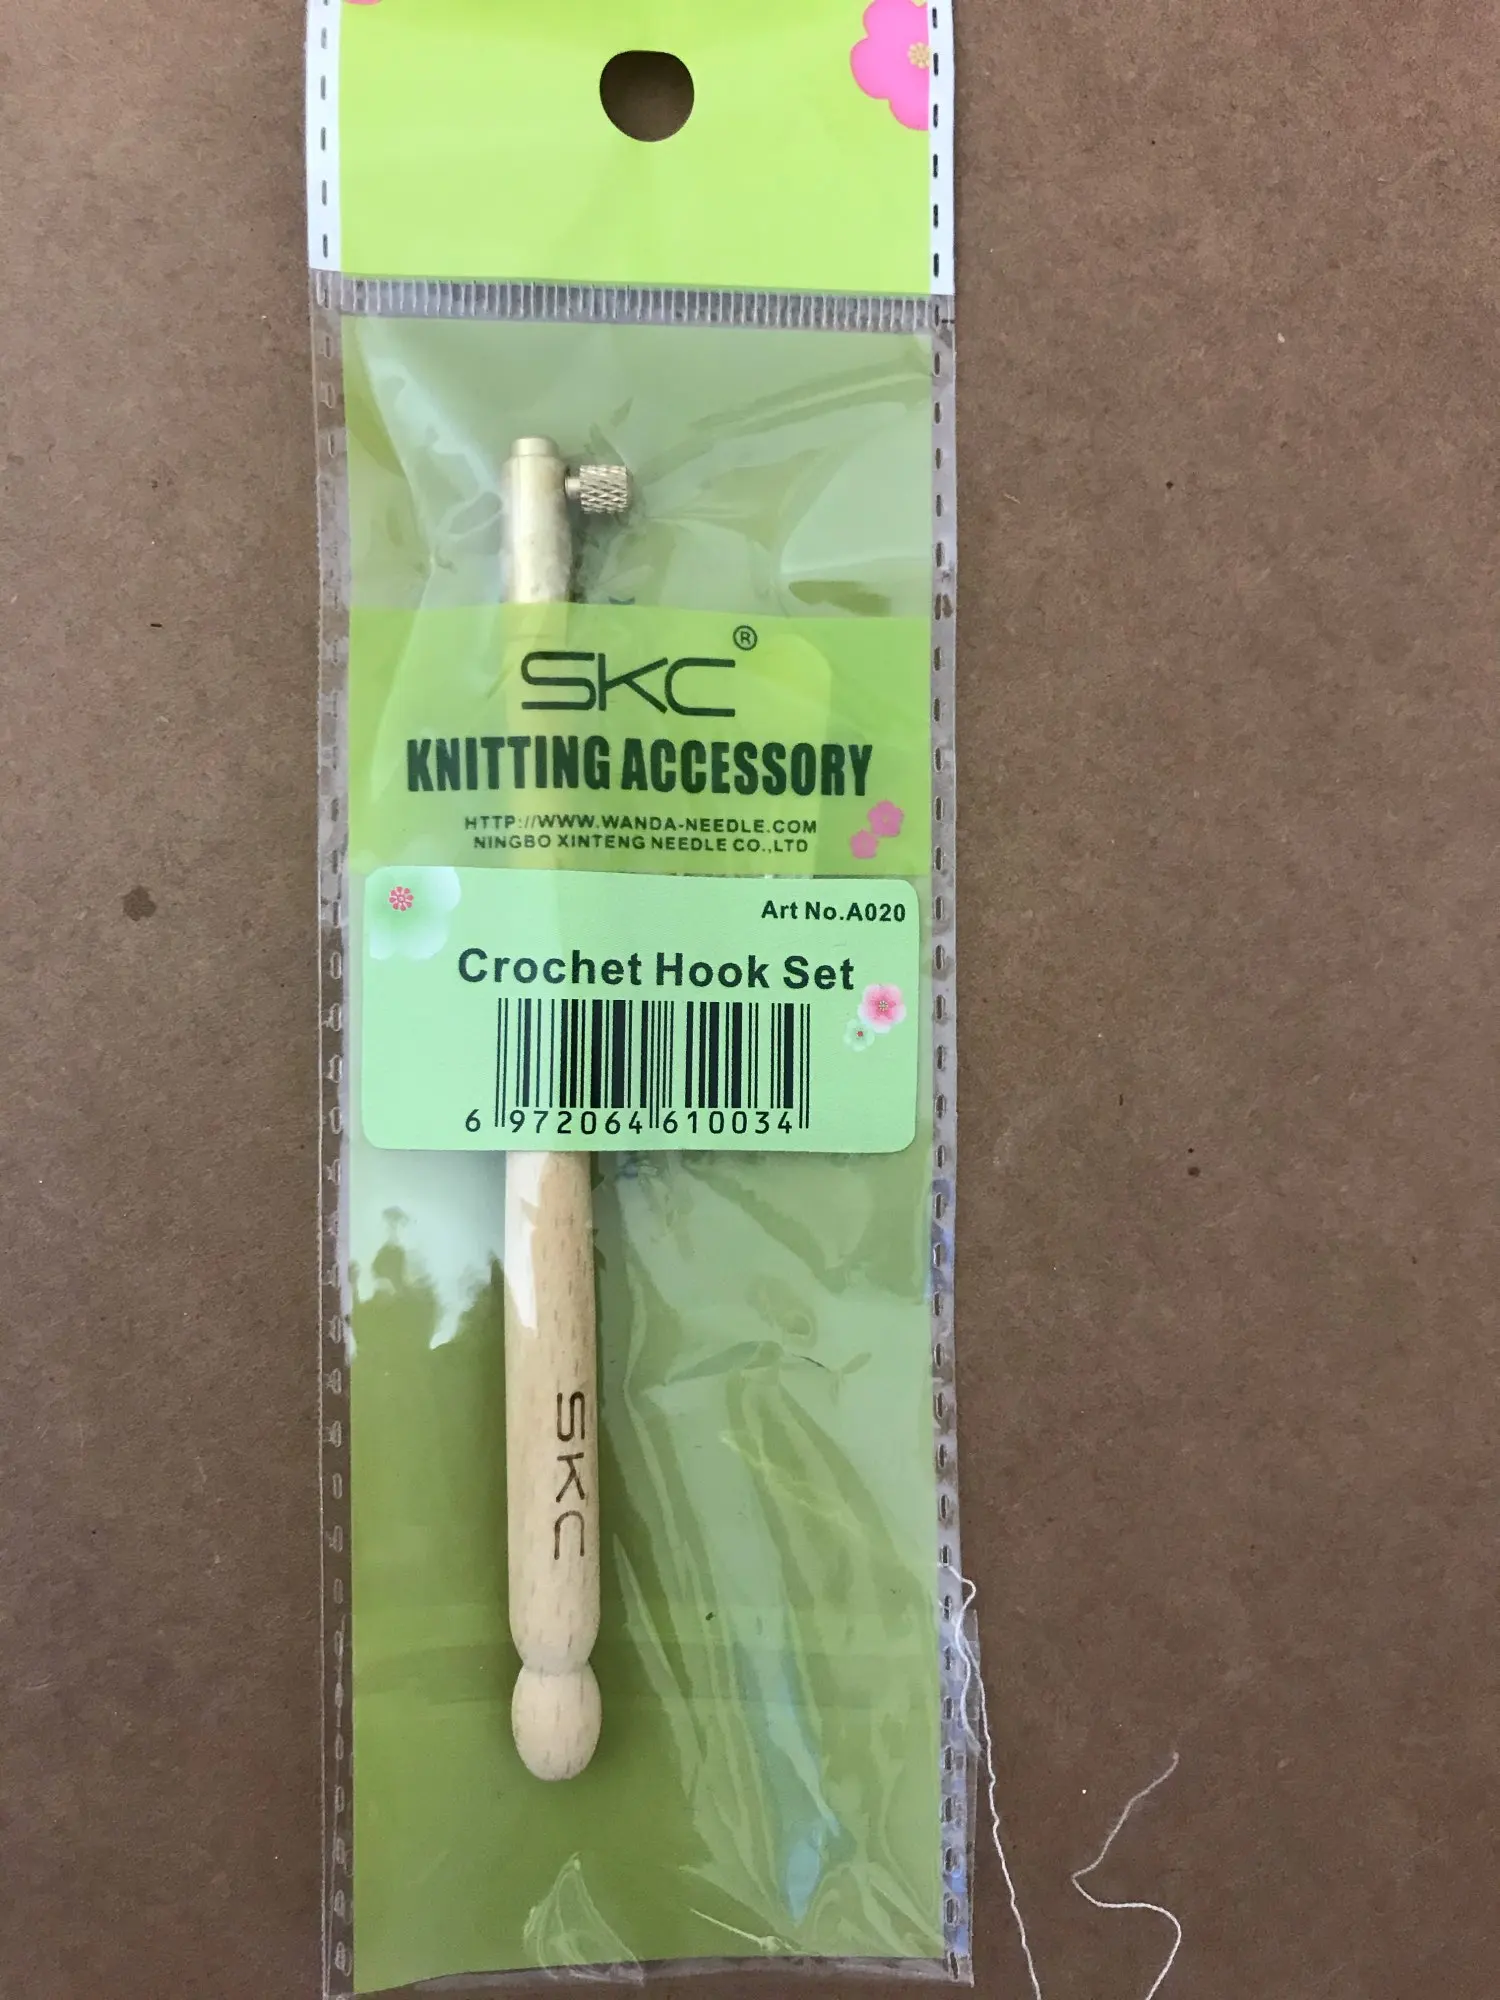 SKC®
KNITTING ACCESSORY
HTTP://WWW.WANDA-NEEDLE.COM
NINGBO XINTENG NEEDLE CO.,LTD
Art No.A020
Crochet Hook Set
6 972064 610034
SKC